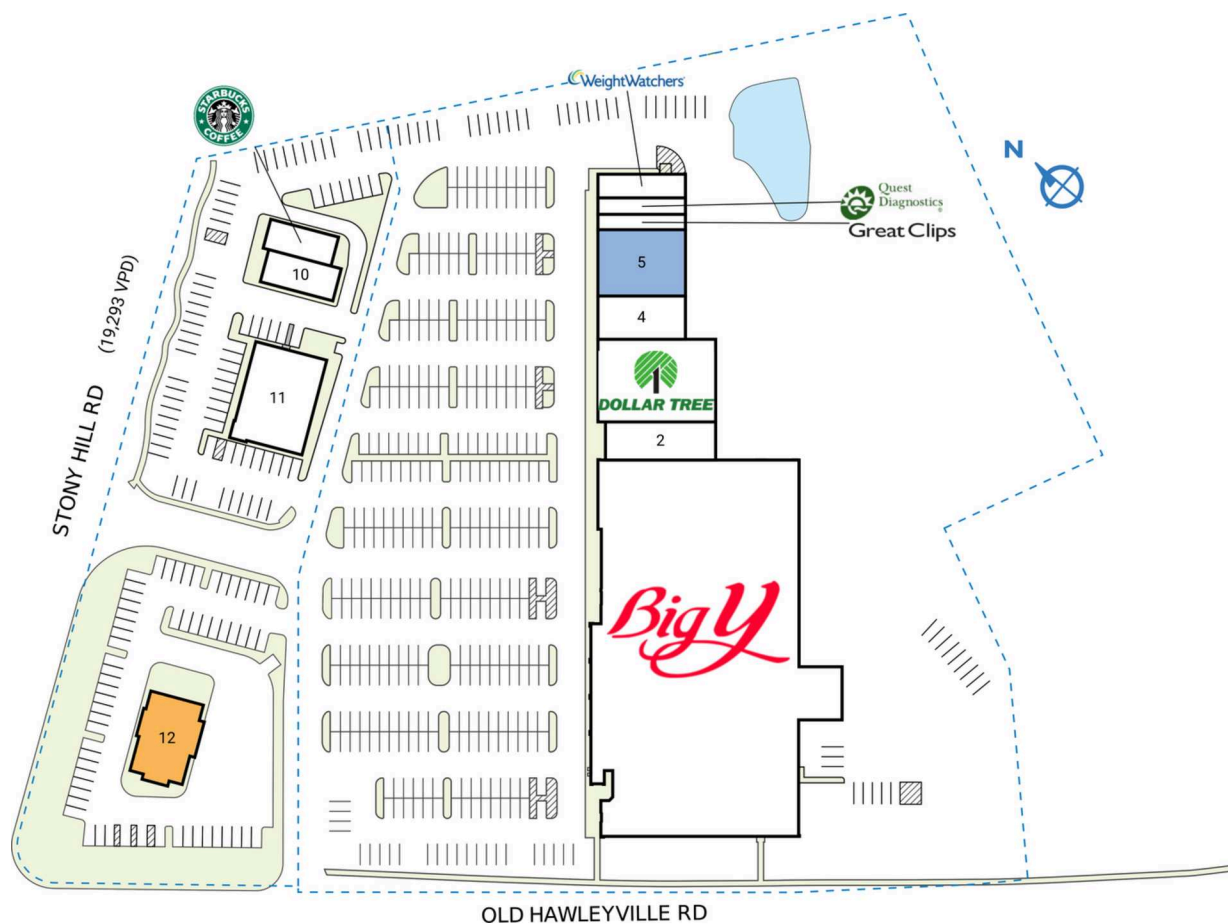 WeightWatchers
STARBUCKS
COFFEE
N
Quest
Diagnostics
Great Clips
10
5
4
STONY HILL RD (19,293 VPD)
11
DOLLAR TREE
1
2
Big Y
12
OLD HAWLEYVILLE RD